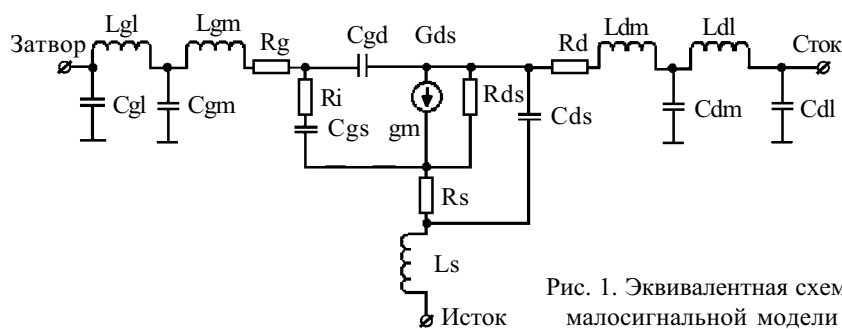 Lgl
Lgm
Затвор
Rg
Cgd
Gds
Rd
Ldm
Ldl
Сток
Cgl
Cgm
Ri
Cgs
gm
Rds
Cds
Cdm
Cdl
Rs
Ls
Исток
Рис. 1. Эквивалентная схем
малосигнальной модели